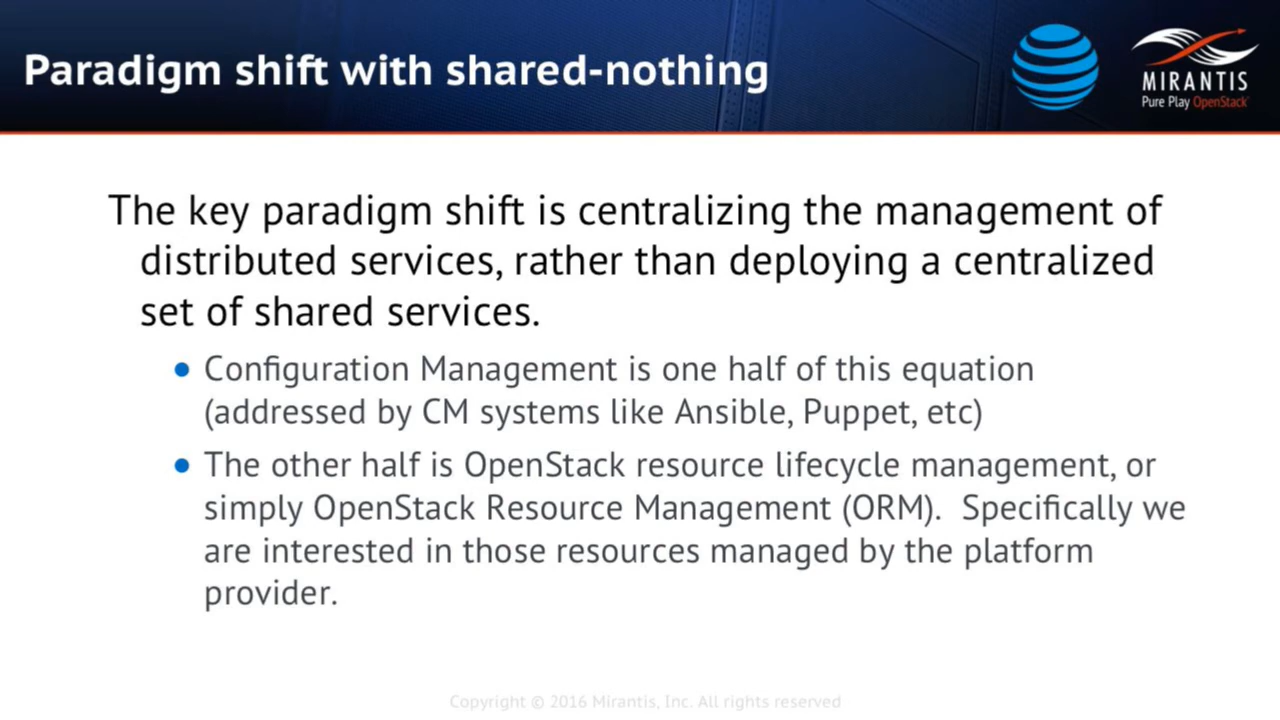 Paradigm shift with shared-nothing
MIRANTIS
Pure Play OpenStack
The key paradigm shift is centralizing the management of
distributed services, rather than deploying a centralized
set of shared services.
• Configuration Management is one half of this equation
(addressed by CM systems like Ansible, Puppet, etc)
• The other half is OpenStack resource lifecycle management, or
simply OpenStack Resource Management (ORM).  Specifically we
are interested in those resources managed by the platform
provider.
Copyright © 2016 Mirantis, Inc. All rights reserved